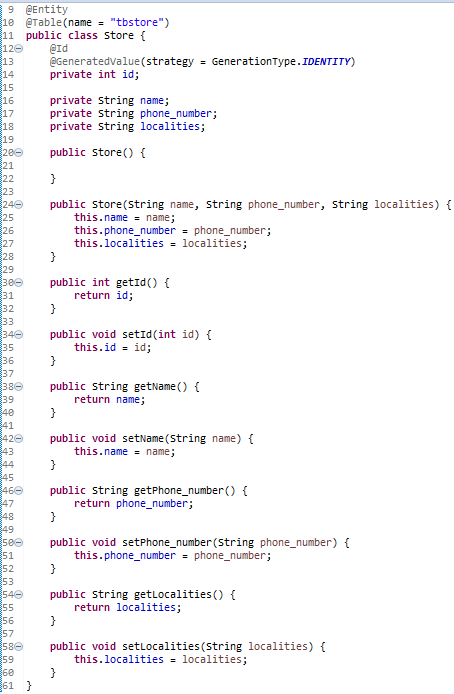 9 @Entity
10 @Table(name = "tbstore")
11 public class Store {
12 @Id
13 @GeneratedValue(strategy = GenerationType.IDENTITY)
14 private int id;
15
16 private String name;
17 private String phone_number;
18 private String localities;
19
20 public Store() {
21
22 }
23
24 public Store(String name, String phone_number, String localities) {
25 this.name = name;
26 this.phone_number = phone_number;
27 this.localities = localities;
28 }
29
30 public int getId() {
31 return id;
32 }
33
34 public void setId(int id) {
35 this.id = id;
36 }
37
38 public String getName() {
39 return name;
40 }
41
42 public void setName(String name) {
43 this.name = name;
44 }
45
46 public String getPhone_number() {
47 return phone_number;
48 }
49
50 public void setPhone_number(String phone_number) {
51 this.phone_number = phone_number;
52 }
53
54 public String getLocalities() {
55 return localities;
56 }
57
58 public void setLocalities(String localities) {
59 this.localities = localities;
60 }
61 }